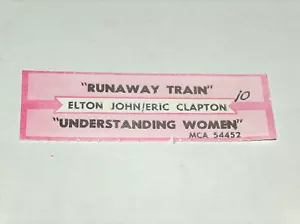 "RUNAWAY TRAIN"
ELTON JOHN/ERIC CLAPTON
10
"UNDERSTANDING WOMEN"
MCA 54452